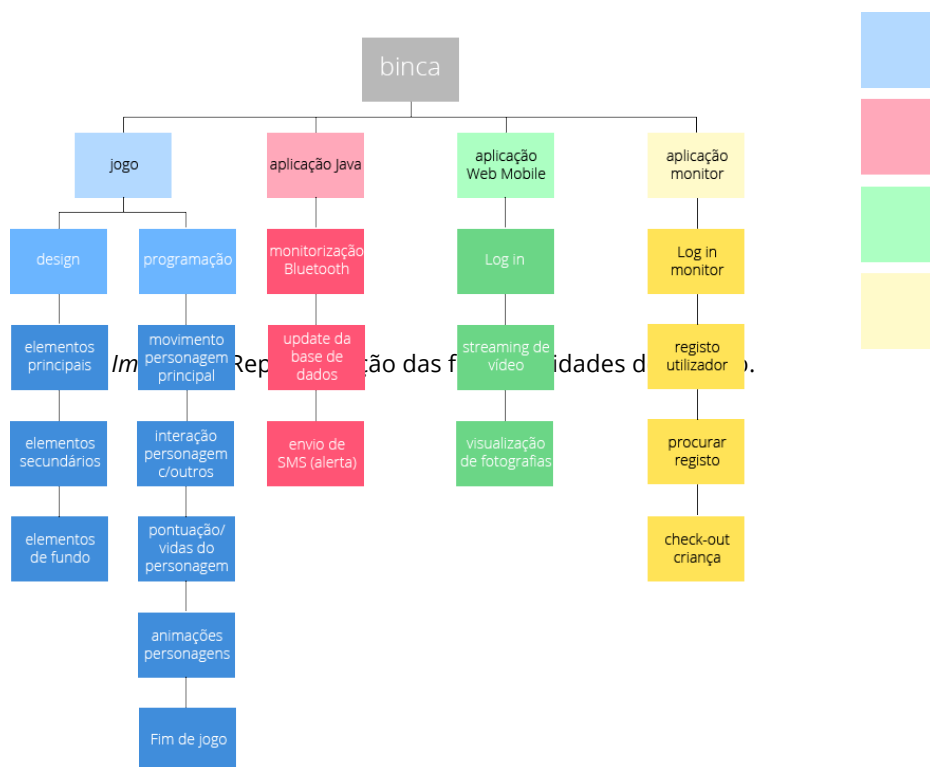 binca
jogo
aplicação Java
aplicação
Web Mobile
aplicação
monitor
design
programação
monitorização
Bluetooth
Log in
Log in
monitor
elementos
principais
movimento
personagem
principal
update da
base de
dados
streaming de
vídeo
registo
utilizador
das
elementos
secundários
interação
personagem
c/outros
envio de
SMS (alerta)
visualização
de fotografias
procurar
registo
elementos
de fundo
pontuação/
vidas do
personagem
check-out
criança
animações
personagens
Fim de jogo